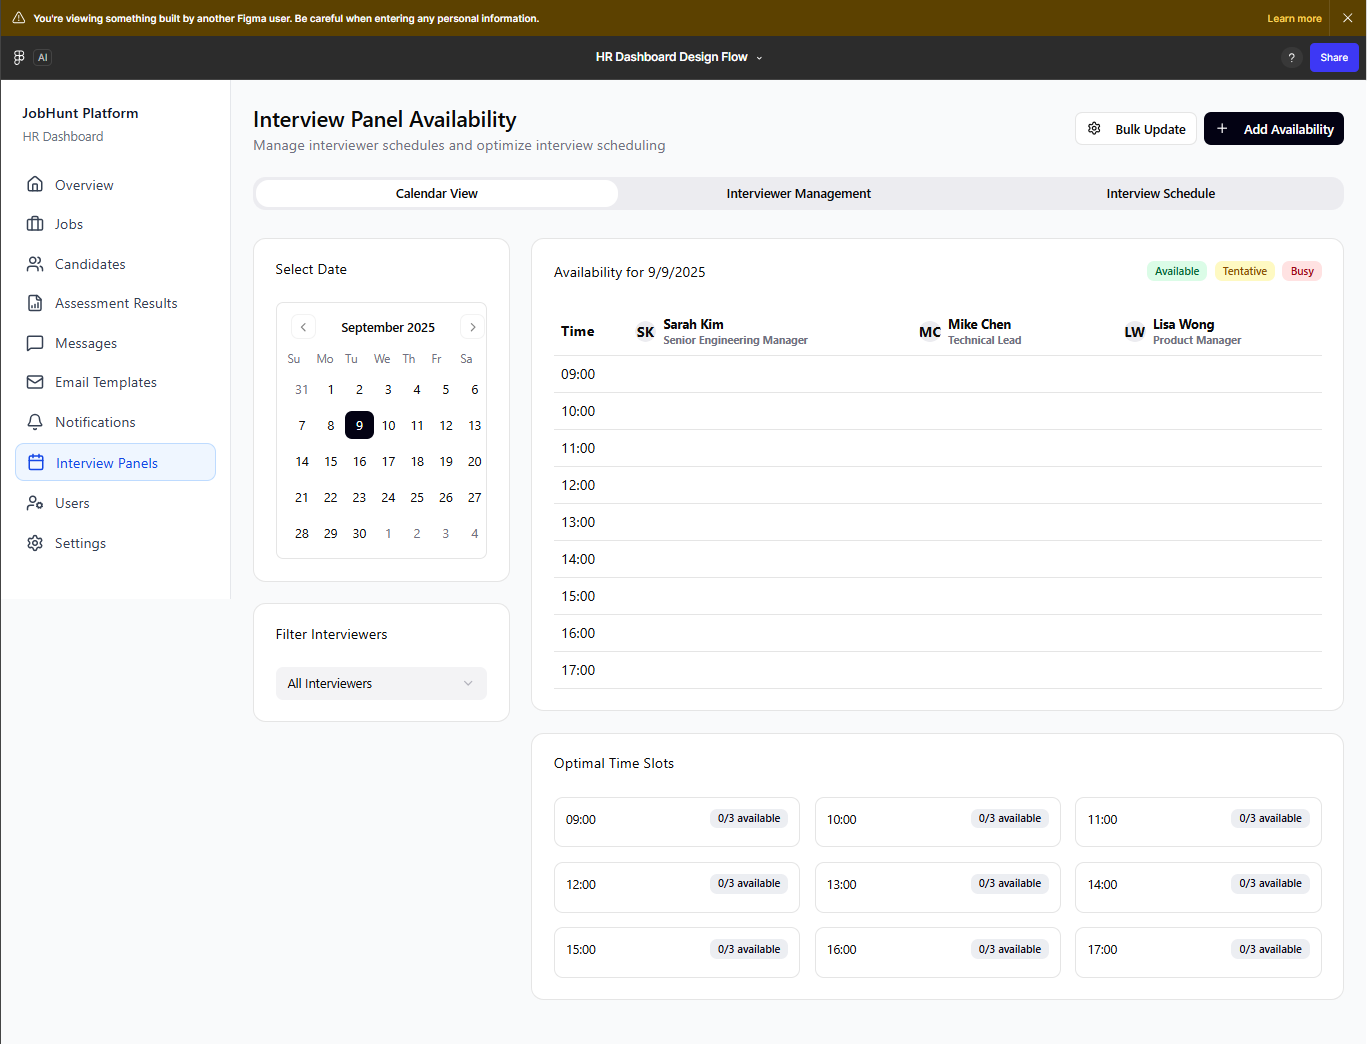 You're viewing something built by another Figma user. Be careful when entering any personal information.
Learn more
AI
HR Dashboard Design Flow
?
Share
JobHunt Platform
HR Dashboard
Overview
Jobs
Candidates
Assessment Results
Messages
Email Templates
Notifications
Interview Panels
Users
Settings
Interview Panel Availability
Manage interviewer schedules and optimize interview scheduling
Bulk Update
+ Add Availability
Calendar View
Interviewer Management
Interview Schedule
Select Date
September 2025
Su Mo Tu We Th Fr Sa
31 1 2 3 4 5 6
7 8 9 10 11 12 13
14 15 16 17 18 19 20
21 22 23 24 25 26 27
28 29 30 1 2 3 4
Filter Interviewers
All Interviewers
Availability for 9/9/2025
Available
Tentative
Busy
Time
SK
Sarah Kim
Senior Engineering Manager
MC
Mike Chen
Technical Lead
LW
Lisa Wong
Product Manager
09:00
10:00
11:00
12:00
13:00
14:00
15:00
16:00
17:00
Optimal Time Slots
09:00 0/3 available
10:00 0/3 available
11:00 0/3 available
12:00 0/3 available
13:00 0/3 available
14:00 0/3 available
15:00 0/3 available
16:00 0/3 available
17:00 0/3 available